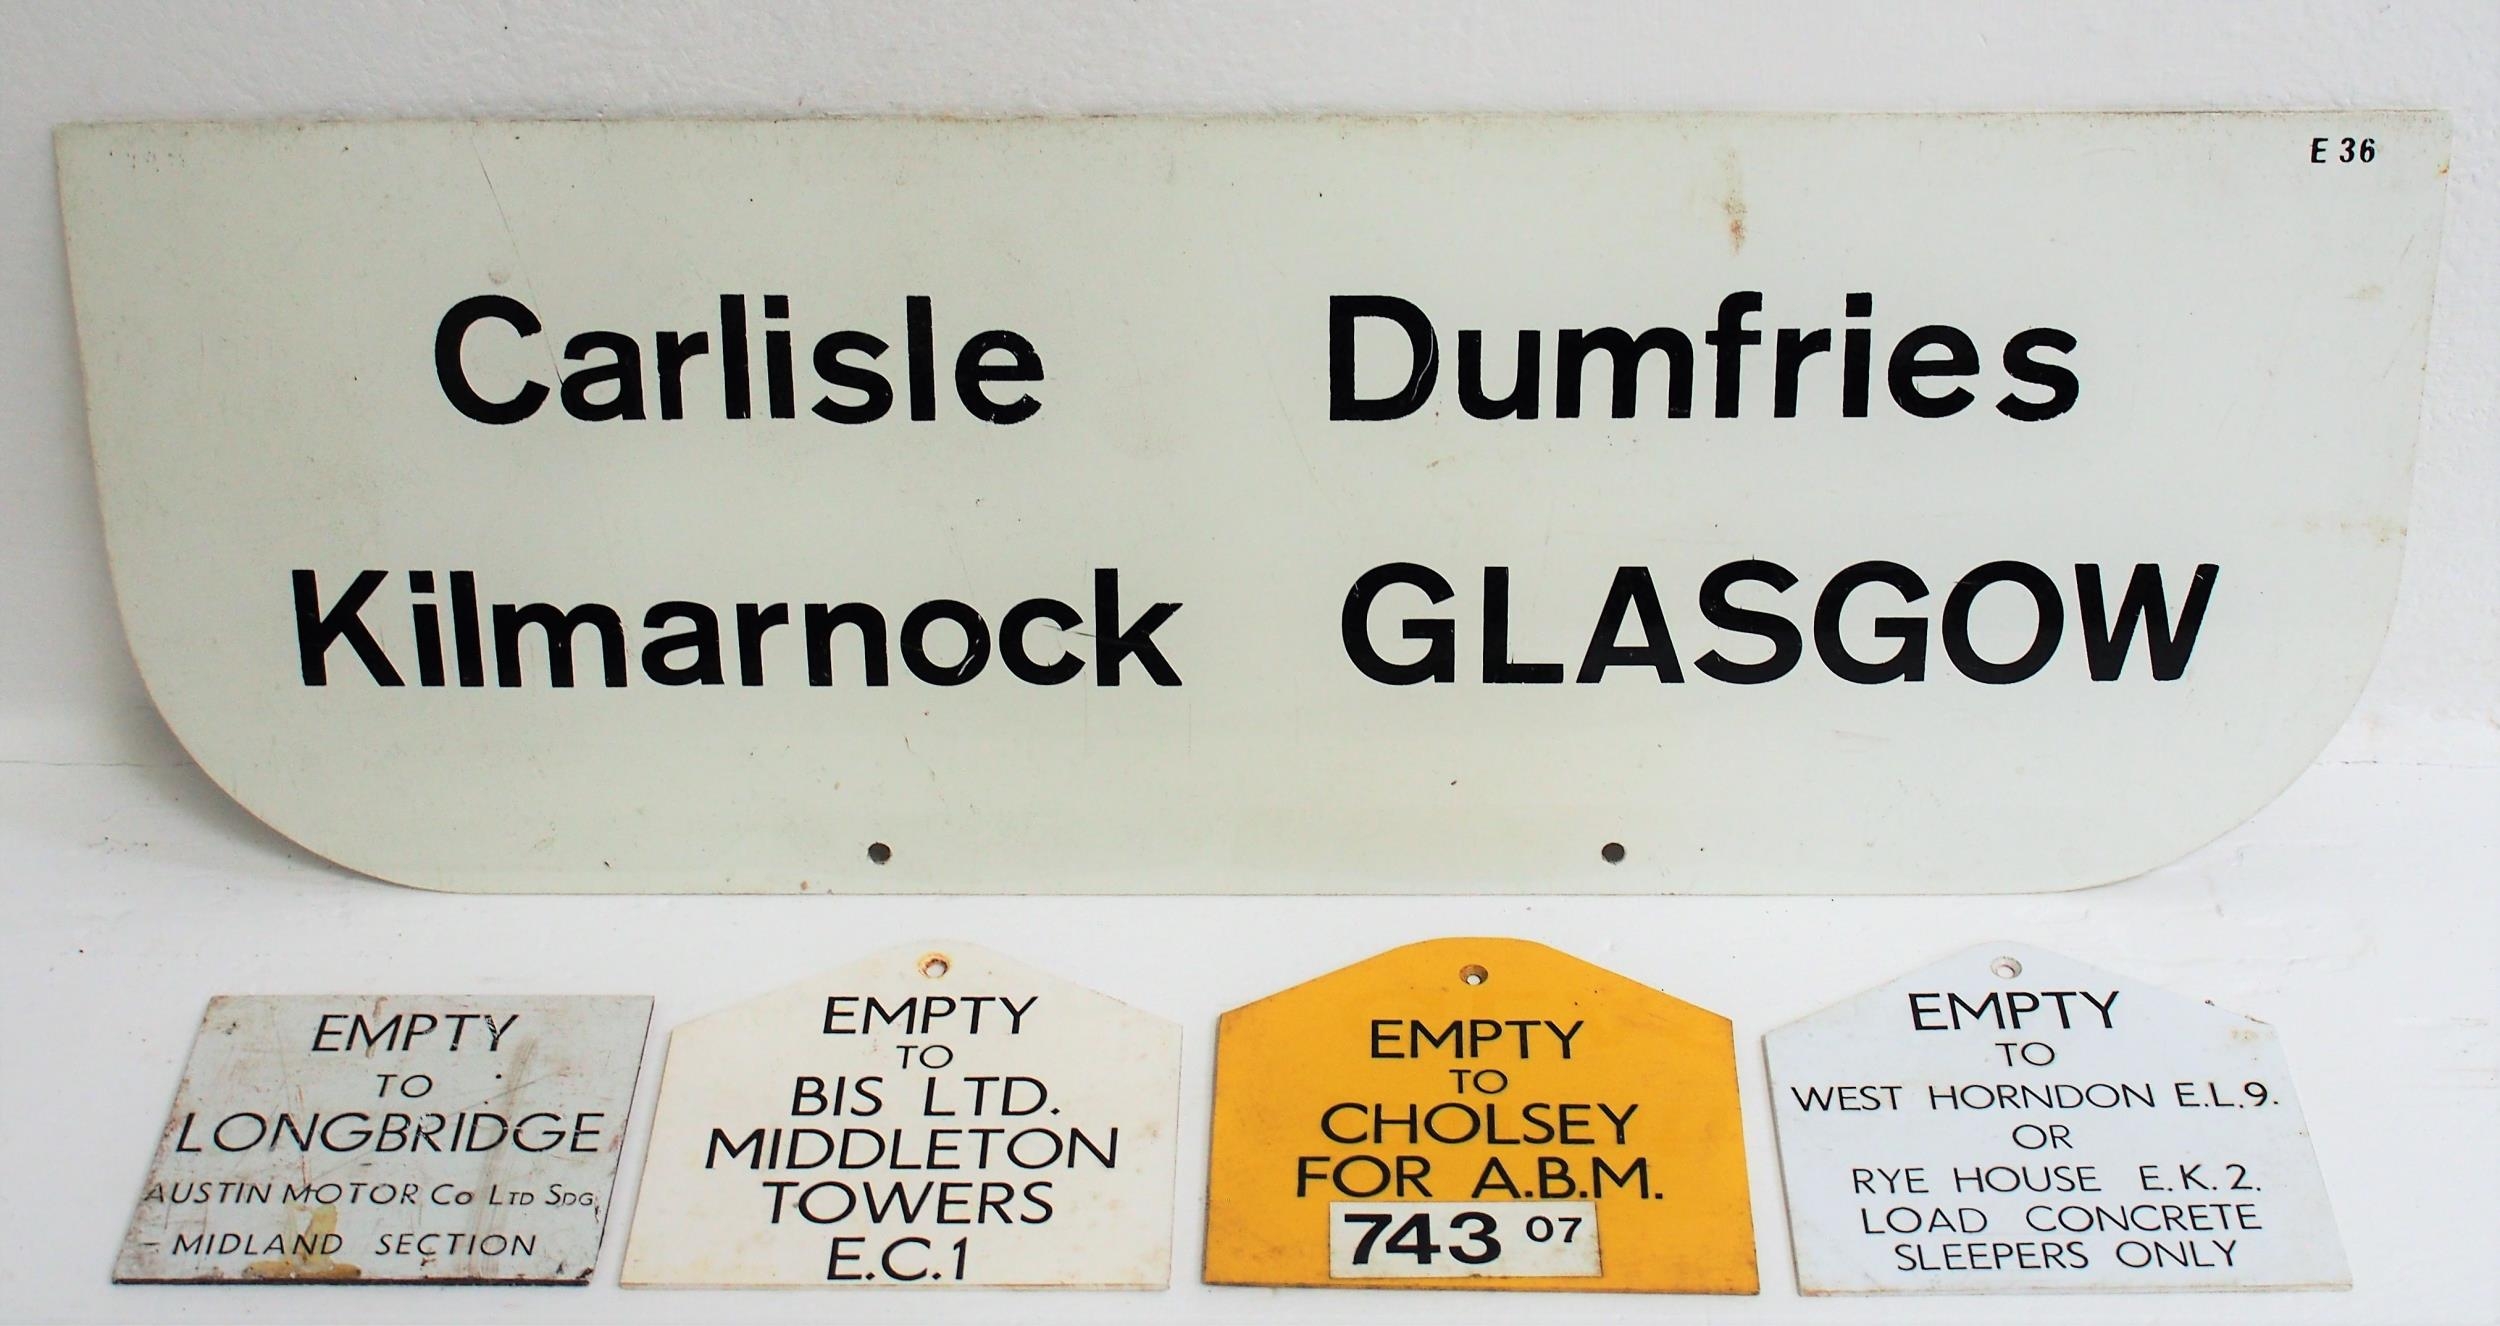 E 36
Carlisle Dumfries
Kilmarnock GLASGOW
EMPTY
TO
LONGBRIDGE
AUSTIN MOTOR Co LTD SDG
MIDLAND SECTION
EMPTY
TO
BIS LTD.
MIDDLETON
TOWERS
E.C.1
EMPTY
TO
CHOLSEY
FOR A.B.M.
743 07
EMPTY
TO
WEST HORNDON E.L.9.
OR
RYE HOUSE E.K.2.
LOAD CONCRETE
SLEEPERS ONLY